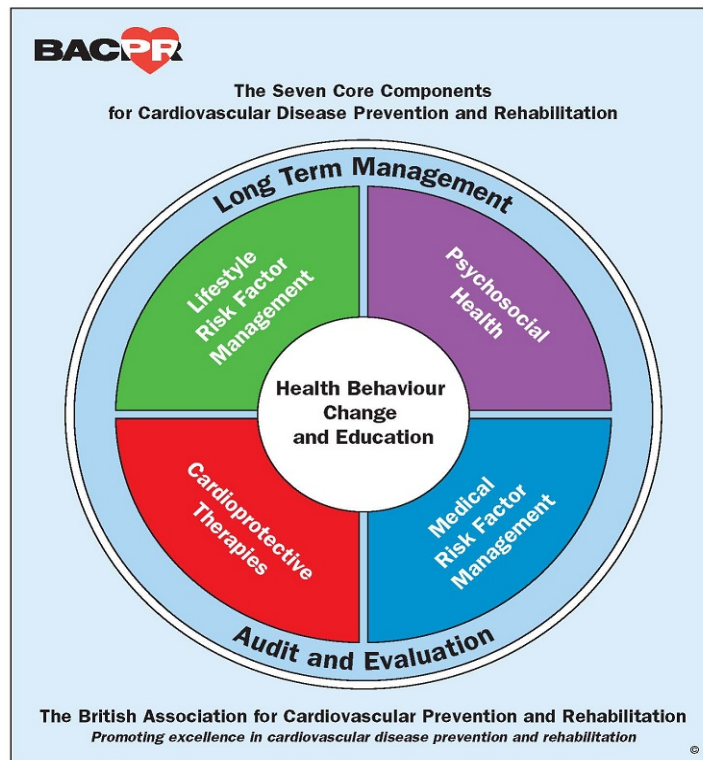 BACPR
The Seven Core Components
for Cardiovascular Disease Prevention and Rehabilitation
Long Term Management
Lifestyle
Risk Factor
Management
Psychosocial
Health
Health Behaviour
Change
and Education
Cardioprotective
Therapies
Medical
Risk Factor
Management
Audit and Evaluation
The British Association for Cardiovascular Prevention and Rehabilitation
Promoting excellence in cardiovascular disease prevention and rehabilitation
©